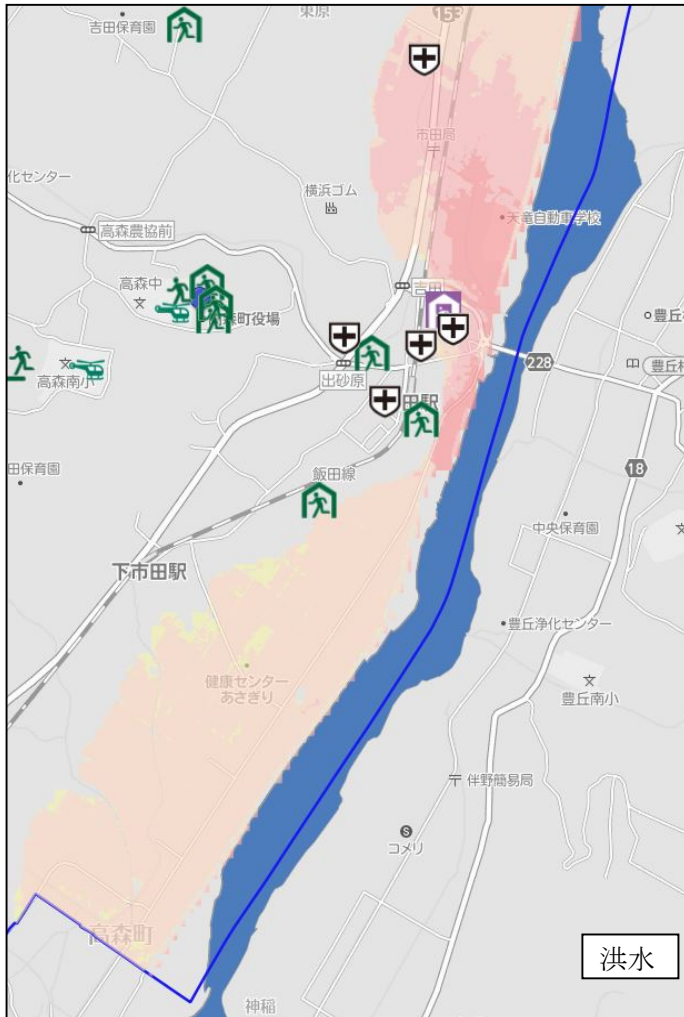 東原
吉田保育園
153
市田局
化センター
横浜ゴム
天竜自動車学校
高森農協前
高森中
森町役場
吉田
豊丘
高森南小
出砂原
228
豊丘村
田駅
田保育園
飯田線
18
中央保育園
下市田駅
豊丘浄化センター
健康センター
あさぎり
豊丘南小
伴野簡易局
コメリ
高森町
洪水
神稲